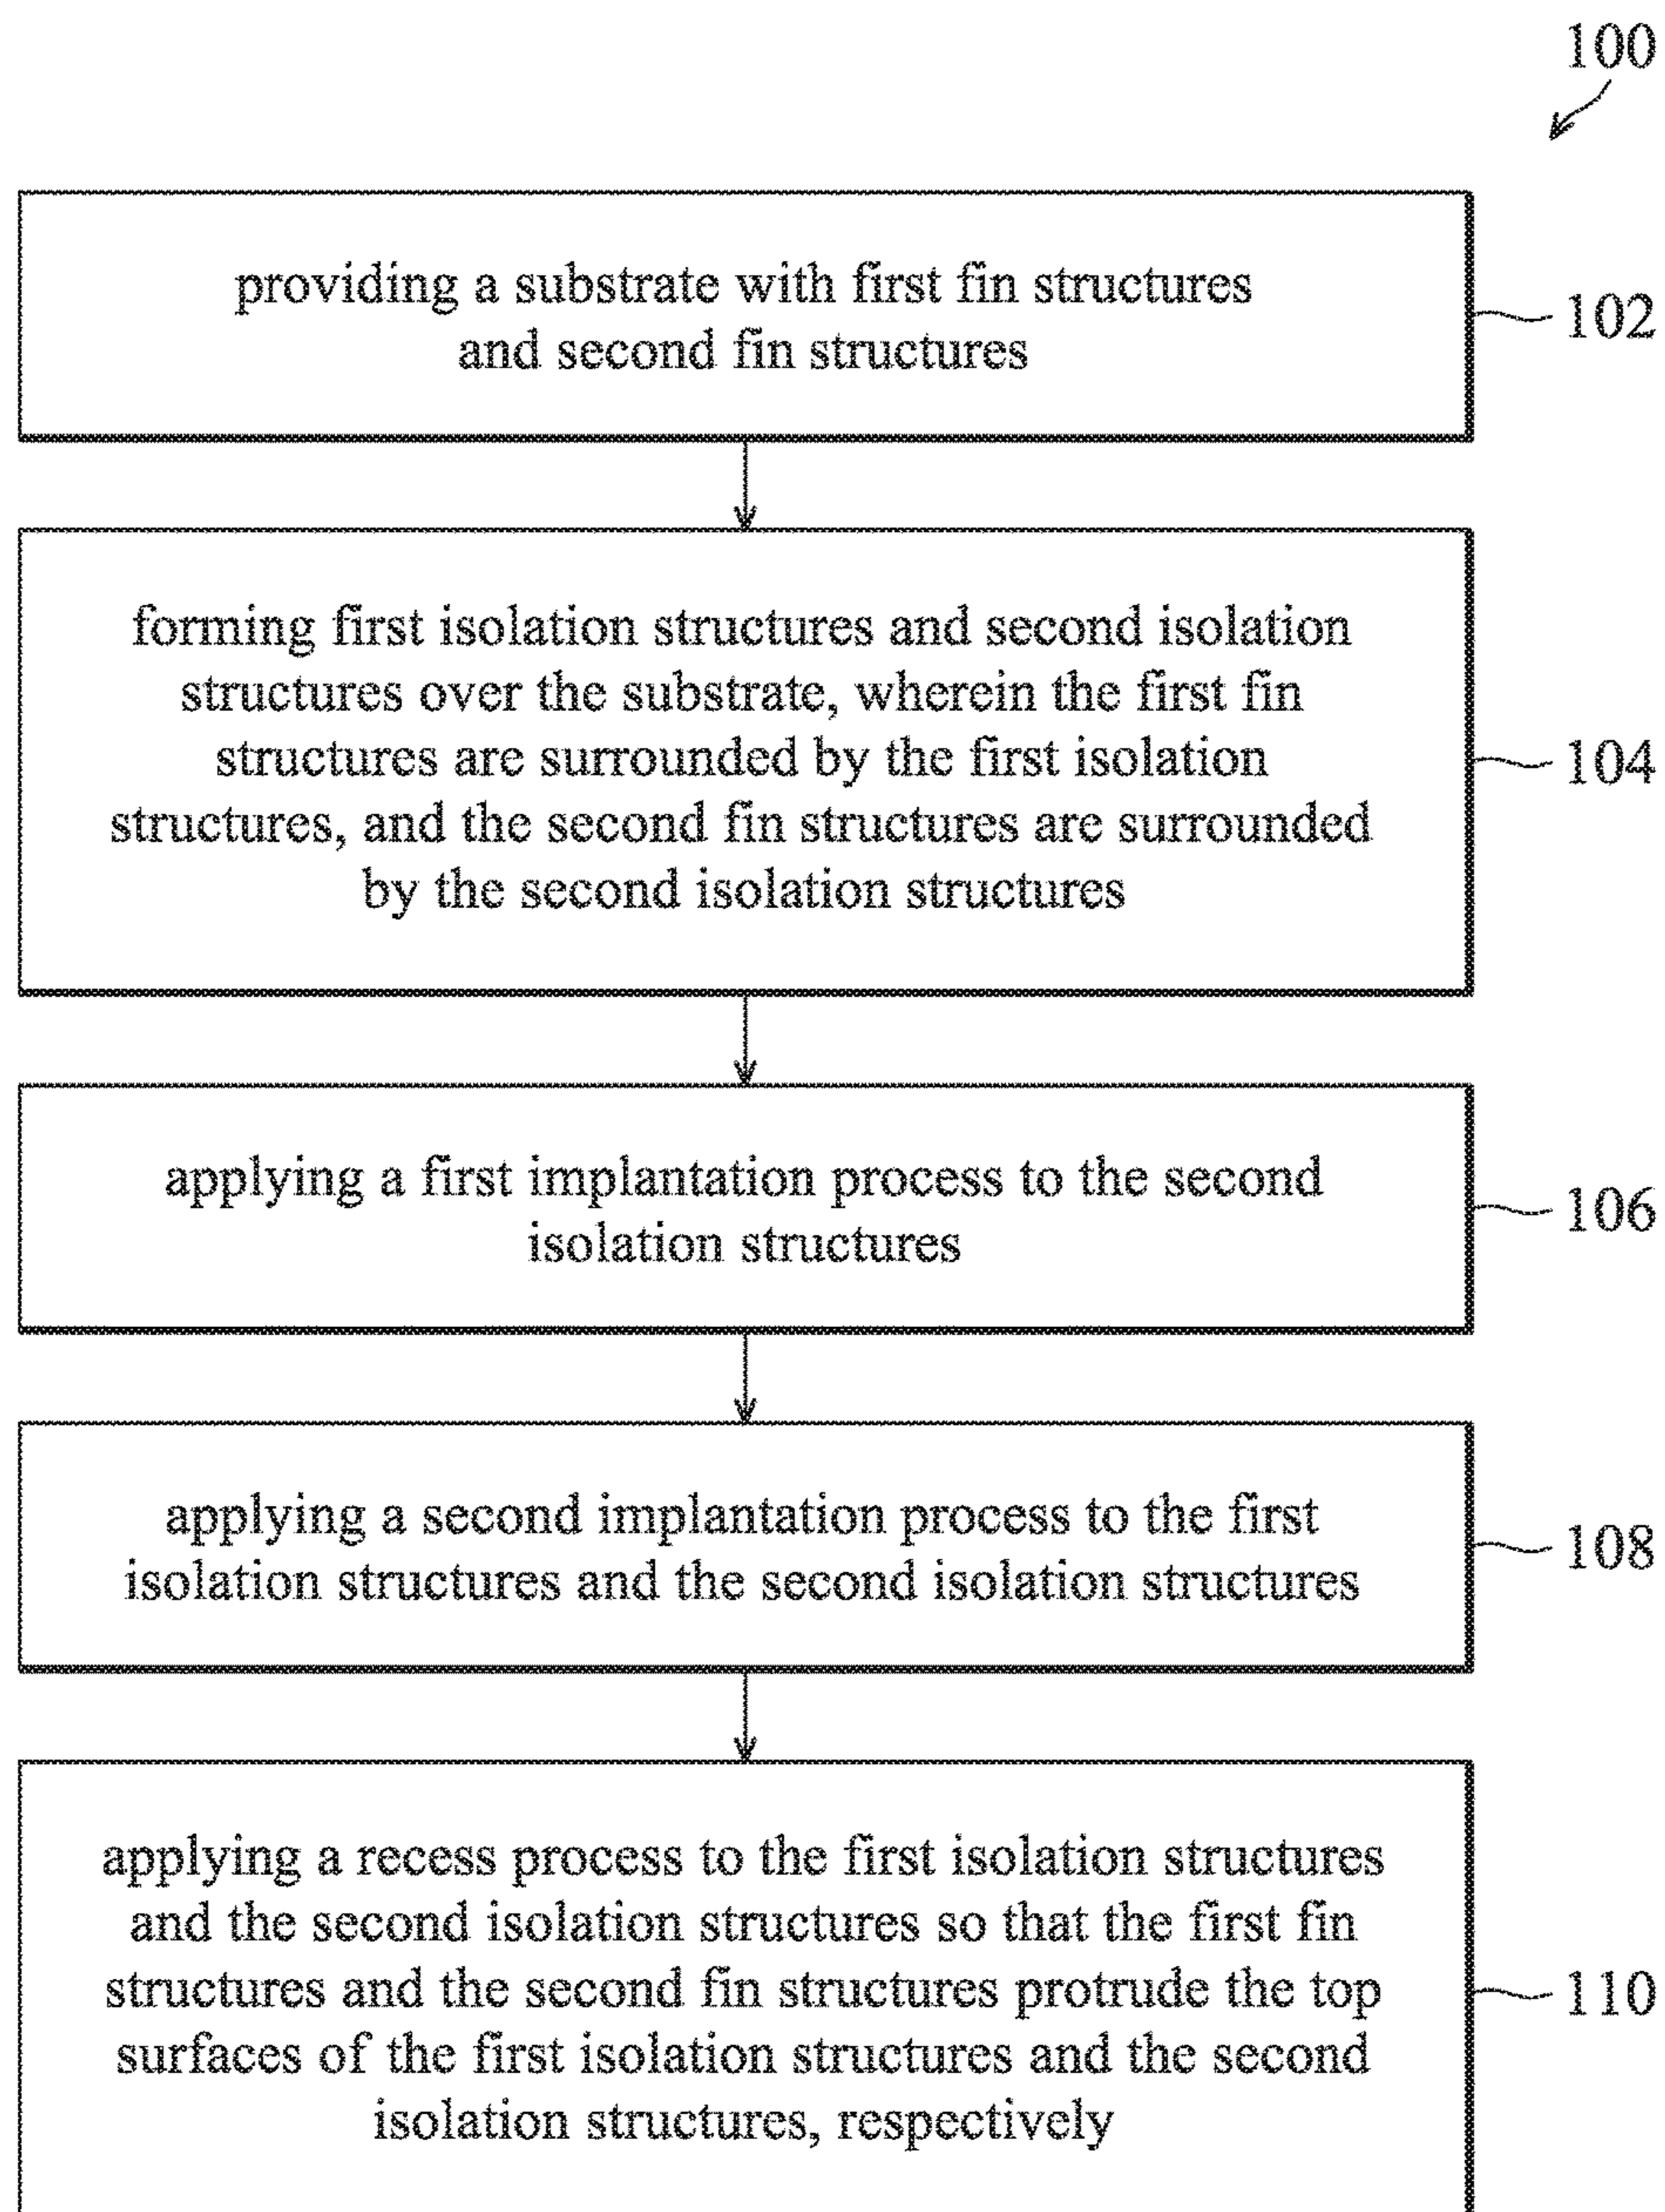 100
providing a substrate with first fin structures
and second fin structures
102
forming first isolation structures and second isolation
structures over the substrate, wherein the first fin
structures are surrounded by the first isolation
structures, and the second fin structures are surrounded
by the second isolation structures
104
applying a first implantation process to the second
isolation structures
106
applying a second implantation process to the first
isolation structures and the second isolation structures
108
applying a recess process to the first isolation structures
and the second isolation structures so that the first fin
structures and the second fin structures protrude the top
surfaces of the first isolation structures and the second
isolation structures, respectively
110